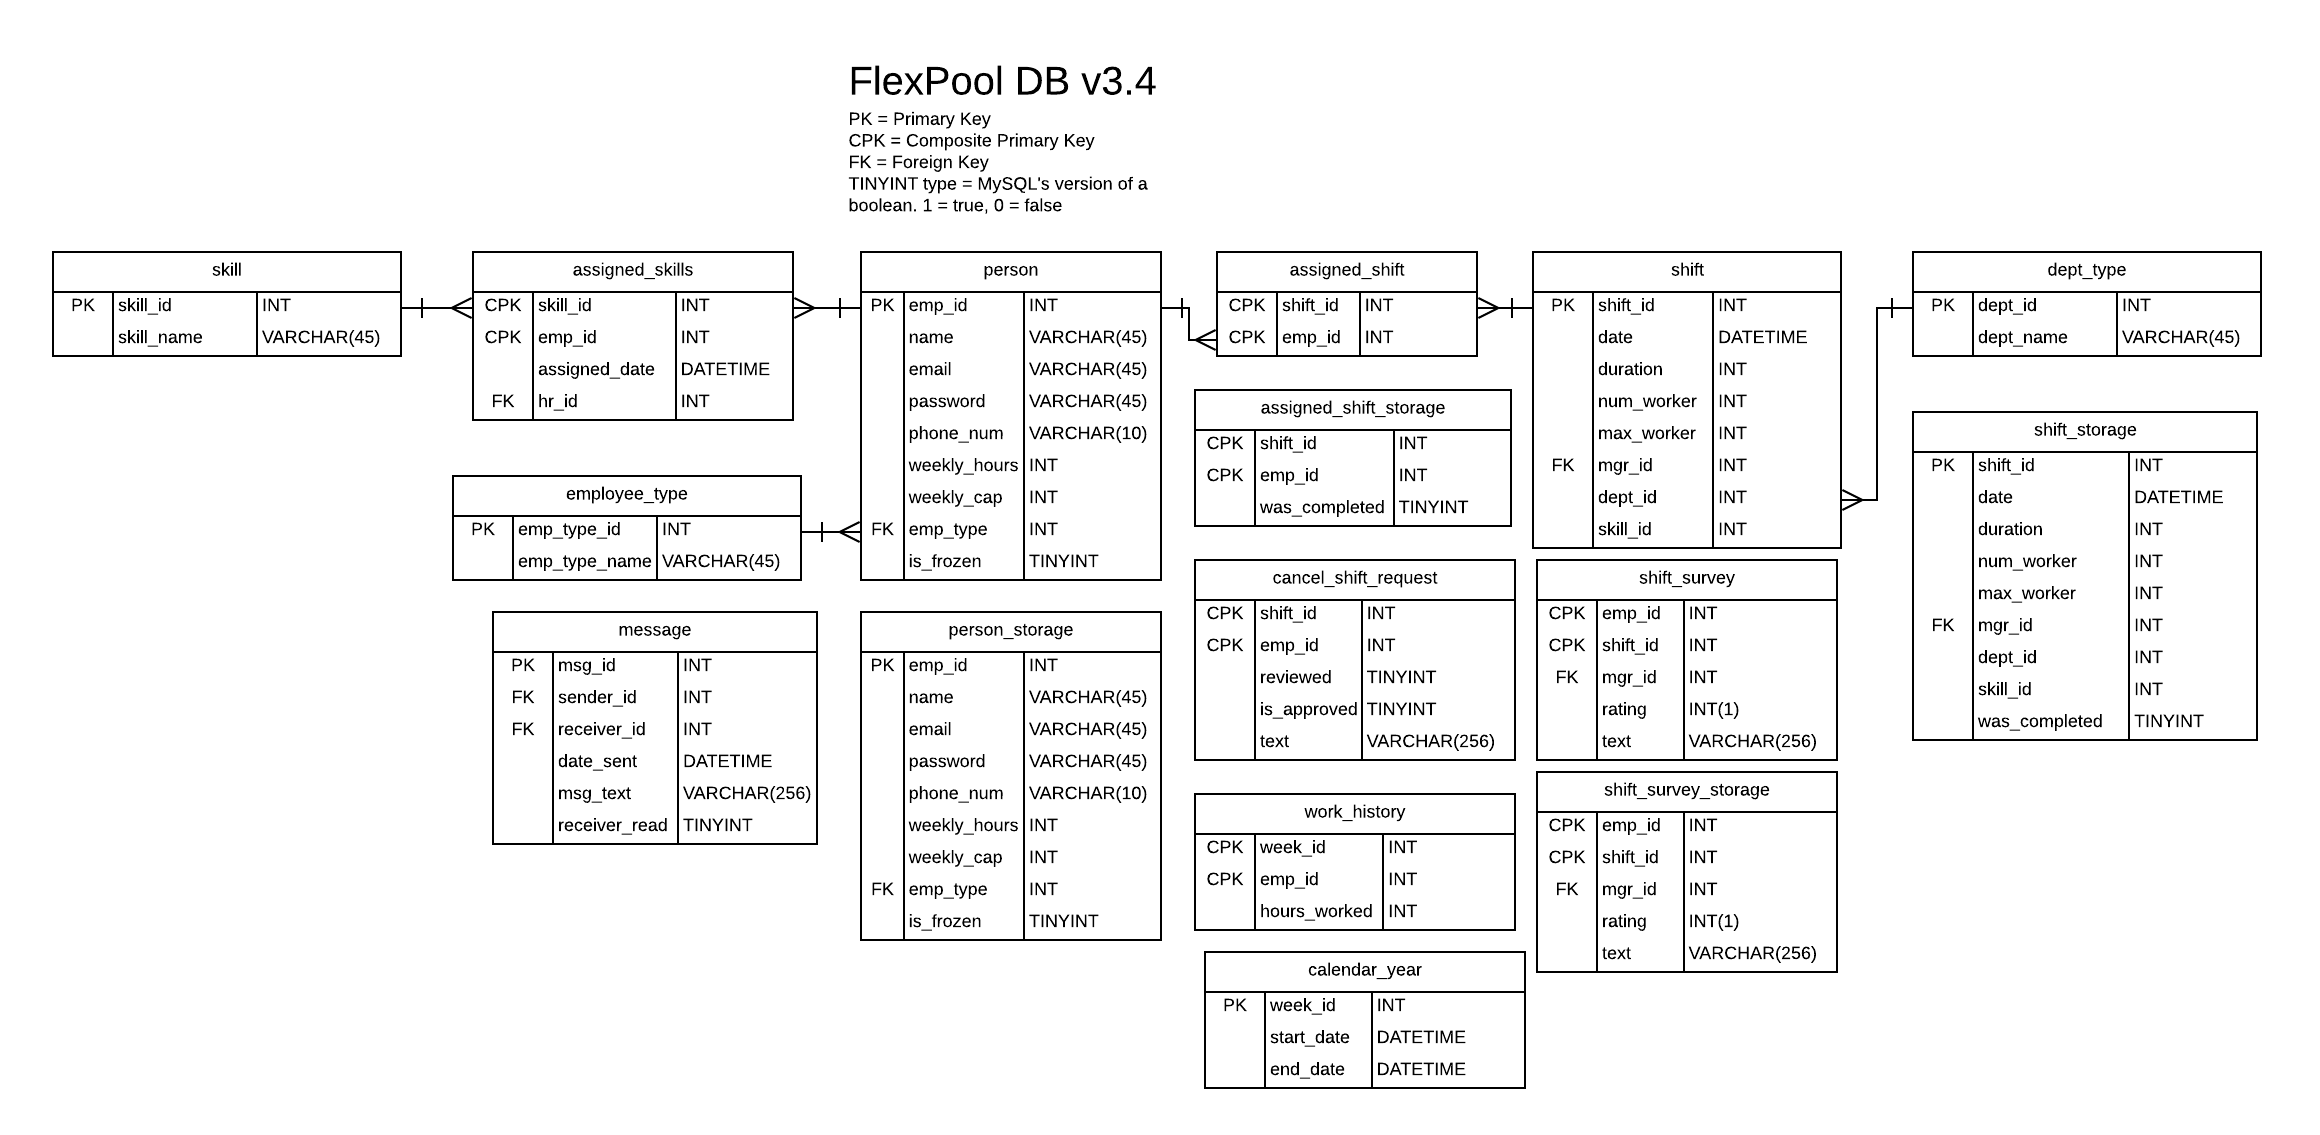 FlexPool DB v3.4
PK = Primary Key
CPK = Composite Primary Key
FK = Foreign Key
TINYINT type = MySQL's version of a
boolean. 1 = true, 0 = false
skill
PK skill_id INT
skill_name VARCHAR(45)
assigned_skills
CPK skill_id INT
CPK emp_id INT
assigned_date DATETIME
FK hr_id INT
employee_type
PK emp_type_id INT
emp_type_name VARCHAR(45)
message
PK msg_id INT
FK sender_id INT
FK receiver_id INT
date_sent DATETIME
msg_text VARCHAR(256)
receiver_read TINYINT
person
PK emp_id INT
name VARCHAR(45)
email VARCHAR(45)
password VARCHAR(45)
phone_num VARCHAR(10)
weekly_hours INT
weekly_cap INT
FK emp_type INT
is_frozen TINYINT
person_storage
PK emp_id INT
name VARCHAR(45)
email VARCHAR(45)
password VARCHAR(45)
phone_num VARCHAR(10)
weekly_hours INT
weekly_cap INT
FK emp_type INT
is_frozen TINYINT
assigned_shift
CPK shift_id INT
CPK emp_id INT
assigned_shift_storage
CPK shift_id INT
CPK emp_id INT
was_completed TINYINT
cancel_shift_request
CPK shift_id INT
CPK emp_id INT
reviewed TINYINT
is_approved TINYINT
text VARCHAR(256)
work_history
CPK week_id INT
CPK emp_id INT
hours_worked INT
calendar_year
PK week_id INT
start_date DATETIME
end_date DATETIME
shift
PK shift_id INT
date DATETIME
duration INT
num_worker INT
max_worker INT
FK mgr_id INT
dept_id INT
skill_id INT
shift_survey
CPK emp_id INT
CPK shift_id INT
FK mgr_id INT
rating INT(1)
text VARCHAR(256)
shift_survey_storage
CPK emp_id INT
CPK shift_id INT
FK mgr_id INT
rating INT(1)
text VARCHAR(256)
dept_type
PK dept_id INT
dept_name VARCHAR(45)
shift_storage
PK shift_id INT
date DATETIME
duration INT
num_worker INT
max_worker INT
FK mgr_id INT
dept_id INT
skill_id INT
was_completed TINYINT